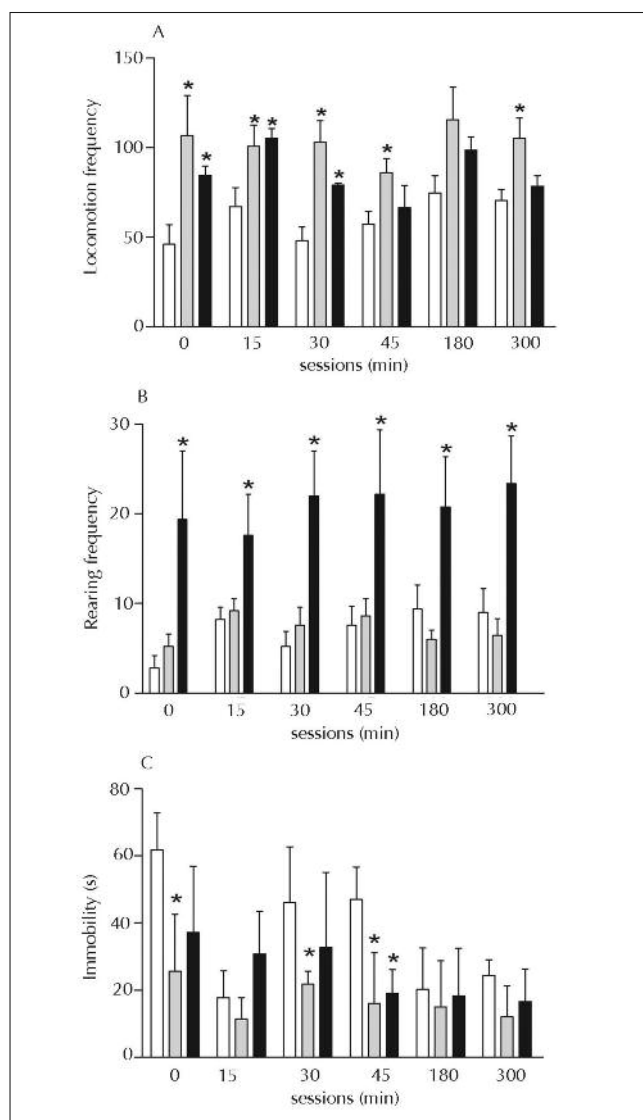 A
Locomotion frequency
150
100
50
0
* * * * * * * *
0 15 30 45 180 300
sessions (min)
B
Rearing frequency
30
20
10
0
* * * * * *
0 15 30 45 180 300
sessions (min)
C
Immobility (s)
80
60
40
20
0
* * * *
0 15 30 45 180 300
sessions (min)